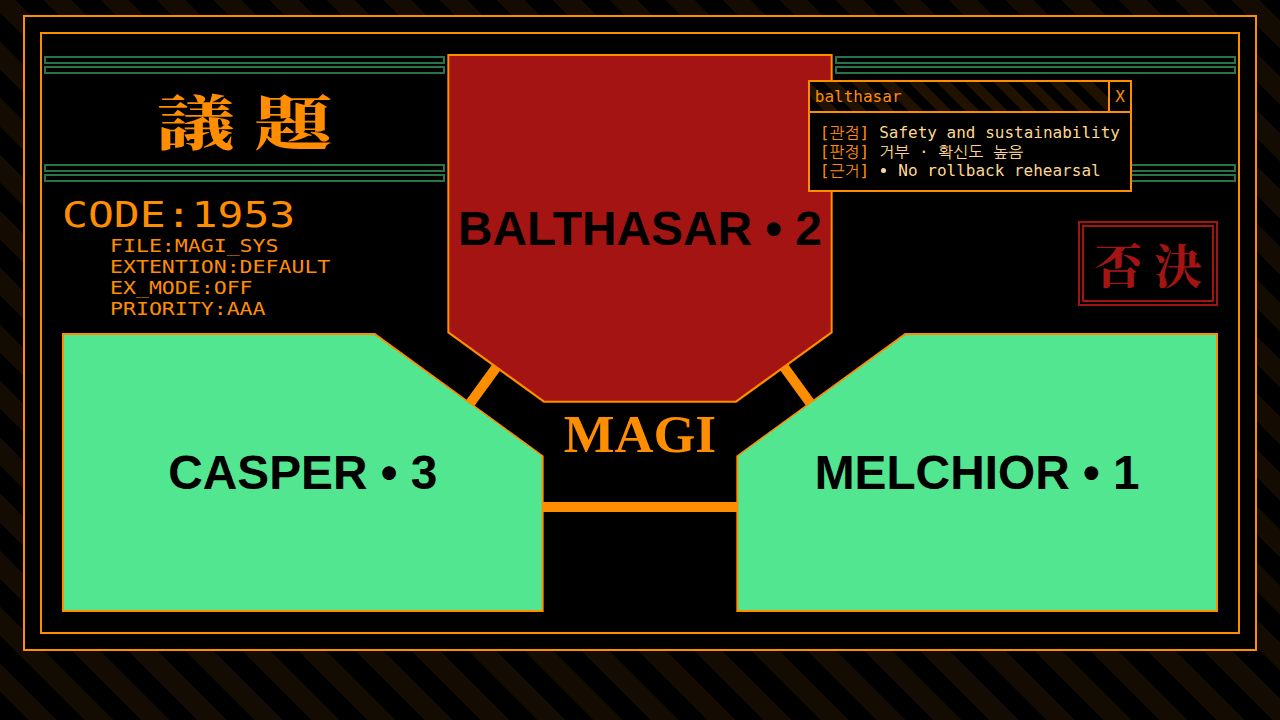 議題
CODE:1953
FILE:MAGI_SYS
EXTENTION:DEFAULT
EX_MODE:OFF
PRIORITY:AAA
BALTHASAR • 2
balthasar X
[관점] Safety and sustainability
[판정] 거부 · 확신도 높음
[근거] • No rollback rehearsal
否決
MAGI
CASPER • 3
MELCHIOR • 1